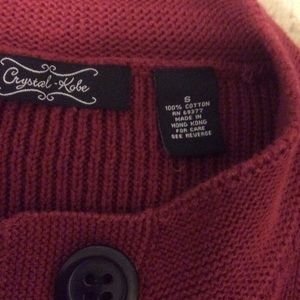 Crystal-Kobe
S
100% COTTON
RN 69377
MADE IN
HONG KONG
FOR CARE
SEE REVERSE